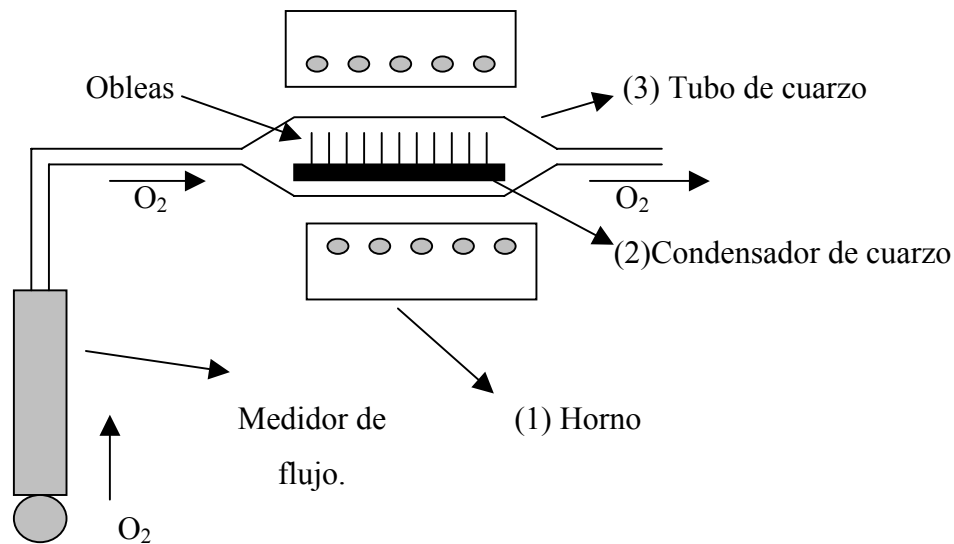 Obleas
(3) Tubo de cuarzo
O₂
O₂
(2)Condensador de cuarzo
Medidor de
flujo.
(1) Horno
O₂